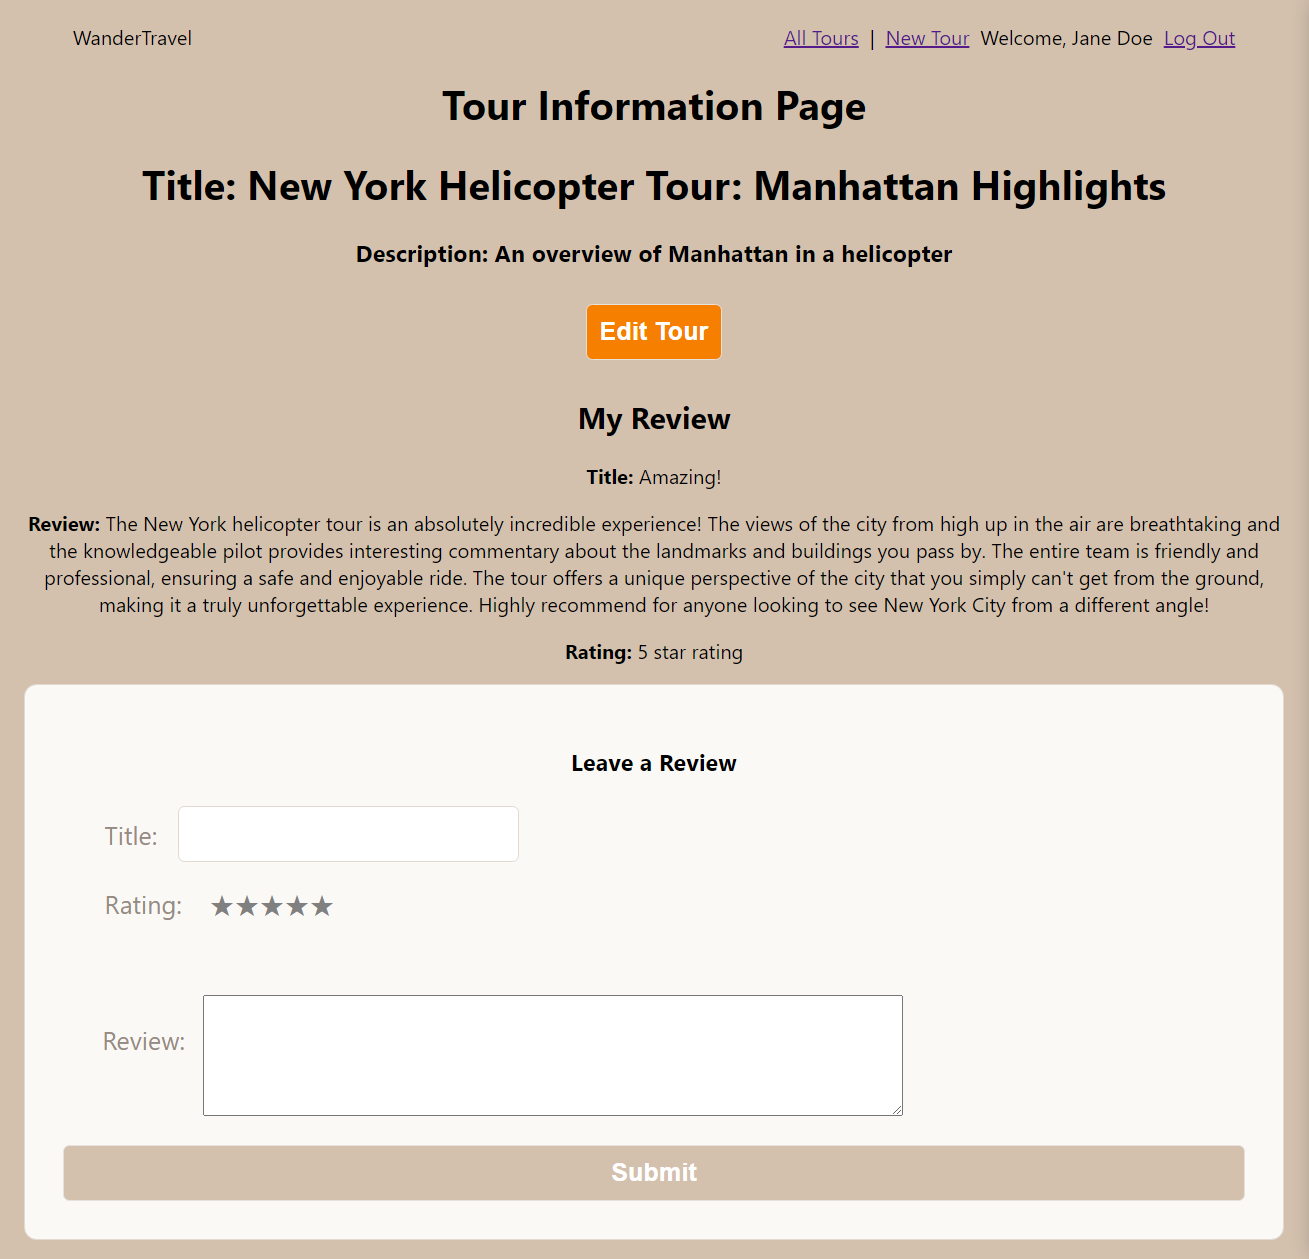 WanderTravel
All Tours | New Tour Welcome, Jane Doe Log Out
Tour Information Page
Title: New York Helicopter Tour: Manhattan Highlights
Description: An overview of Manhattan in a helicopter
Edit Tour
My Review
Title: Amazing!
Review: The New York helicopter tour is an absolutely incredible experience! The views of the city from high up in the air are breathtaking and
the knowledgeable pilot provides interesting commentary about the landmarks and buildings you pass by. The entire team is friendly and
professional, ensuring a safe and enjoyable ride. The tour offers a unique perspective of the city that you simply can't get from the ground,
making it a truly unforgettable experience. Highly recommend for anyone looking to see New York City from a different angle!
Rating: 5 star rating
Leave a Review
Title:
Rating: ★★★★★
Review:
Submit